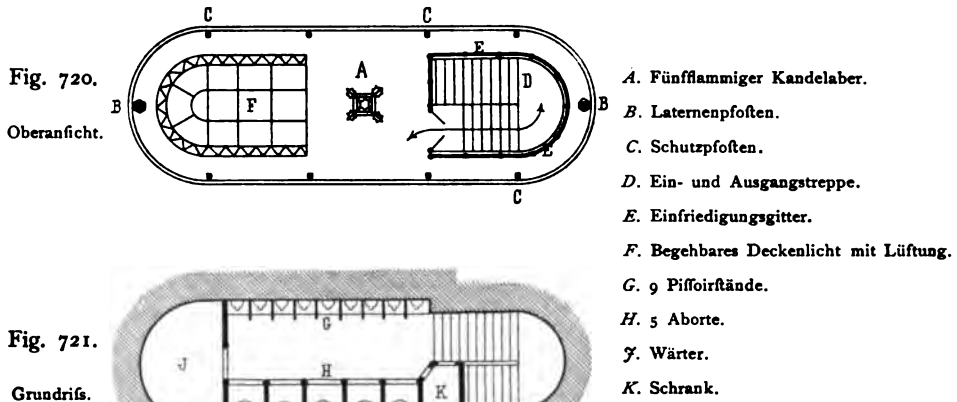 C
C
Fig. 720.
Oberanſicht.
B
F
A
E
D
E
B
C
A. Fünfflammiger Kandelaber.
B. Laternenpfoſten.
C. Schutzpfoſten.
D. Ein- und Ausgangstreppe.
E. Einfriedigungsgitter.
F. Begehbares Deckenlicht mit Lüftung.
G. 9 Piſſoirſtände.
H. 5 Aborte.
J. Wärter.
K. Schrank.
Fig. 721.
Grundriſs.
J
G
H
K